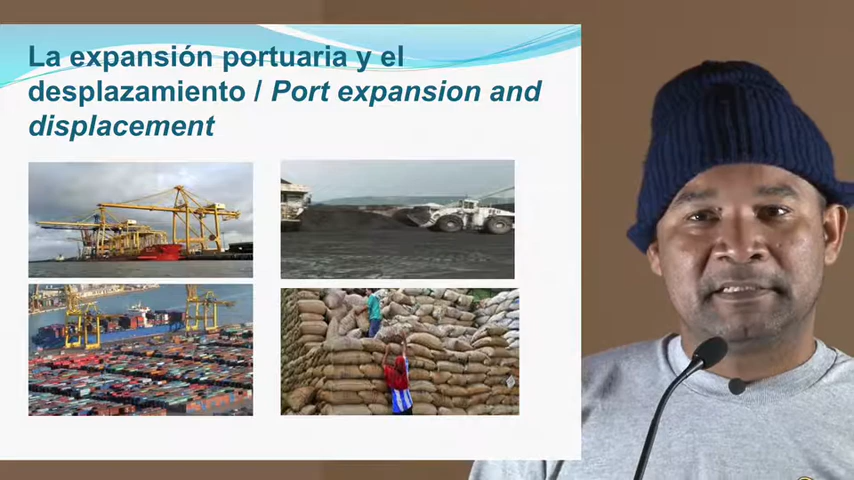 La expansión portuaria y el
desplazamiento / Port expansion and
displacement